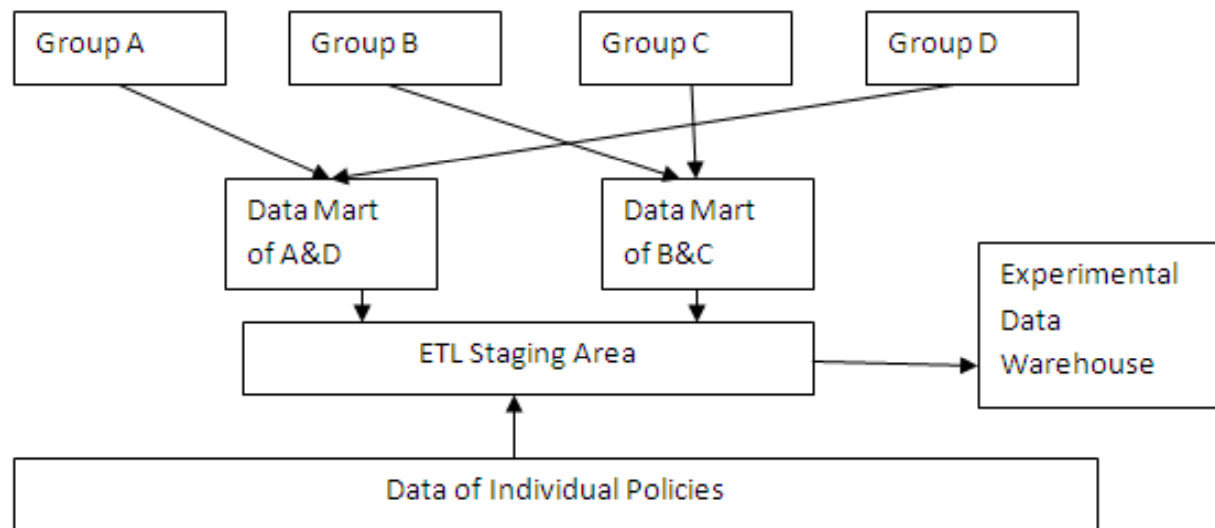 Group A
Group B
Group C
Group D
Data Mart
of A&D
Data Mart
of B&C
Experimental
Data
Warehouse
ETL Staging Area
Data of Individual Policies